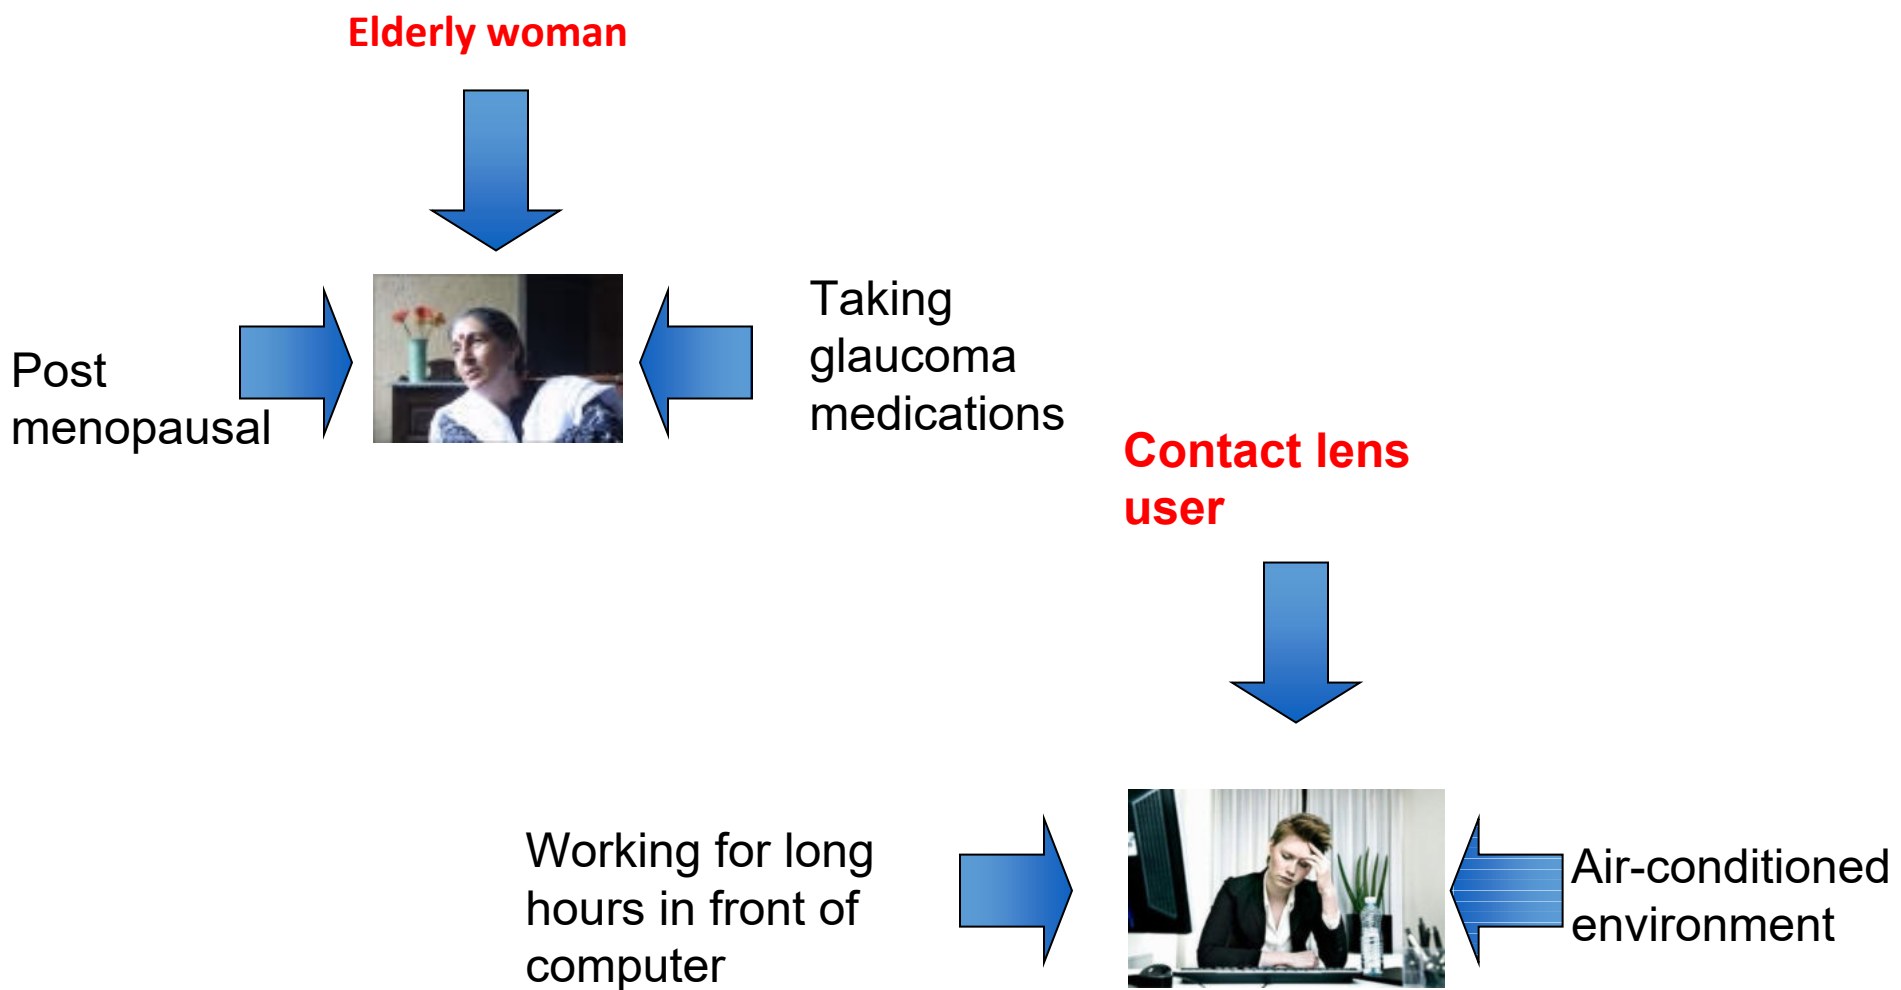 Elderly woman
Post
menopausal
Taking
glaucoma
medications
Contact lens
user
Working for long
hours in front of
computer
Air-conditioned
environment